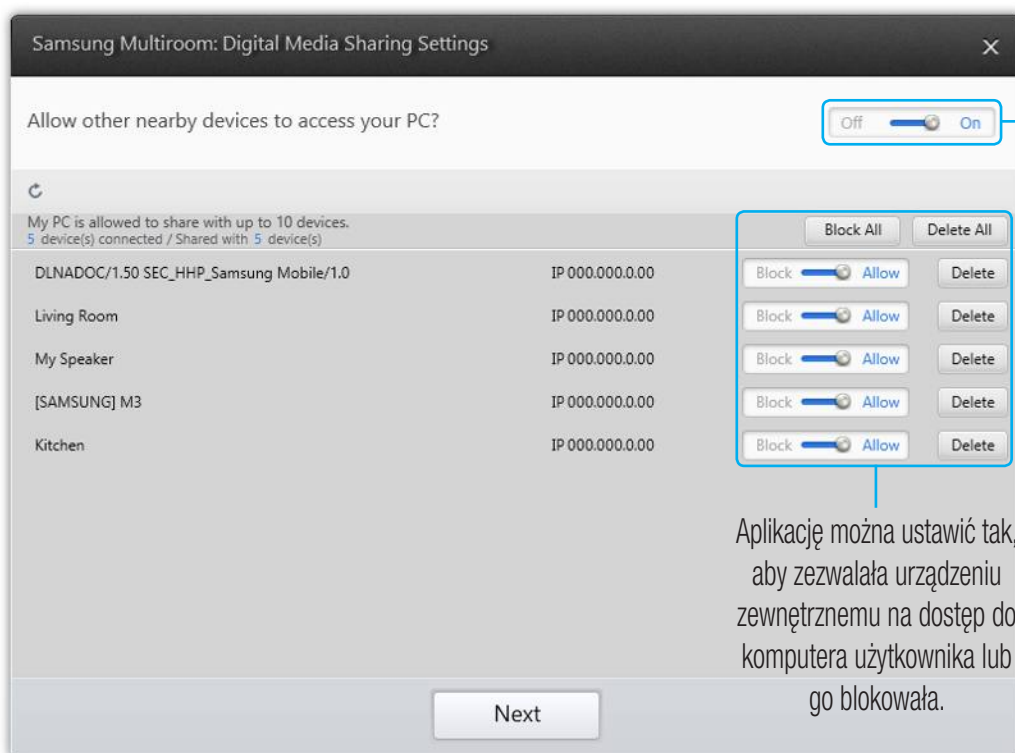 Samsung Multiroom: Digital Media Sharing Settings
Allow other nearby devices to access your PC?
Off On
My PC is allowed to share with up to 10 devices.
5 device(s) connected / Shared with 5 device(s)
Block All Delete All
DLNADOC/1.50 SEC_HHP_Samsung Mobile/1.0 IP 000.000.0.00 Block Allow Delete
Living Room IP 000.000.0.00 Block Allow Delete
My Speaker IP 000.000.0.00 Block Allow Delete
[SAMSUNG] M3 IP 000.000.0.00 Block Allow Delete
Kitchen IP 000.000.0.00 Block Allow Delete
Aplikację można ustawić tak,
aby zezwalała urządzeniu
zewnętrznemu na dostęp do
komputera użytkownika lub
go blokowała.
Next